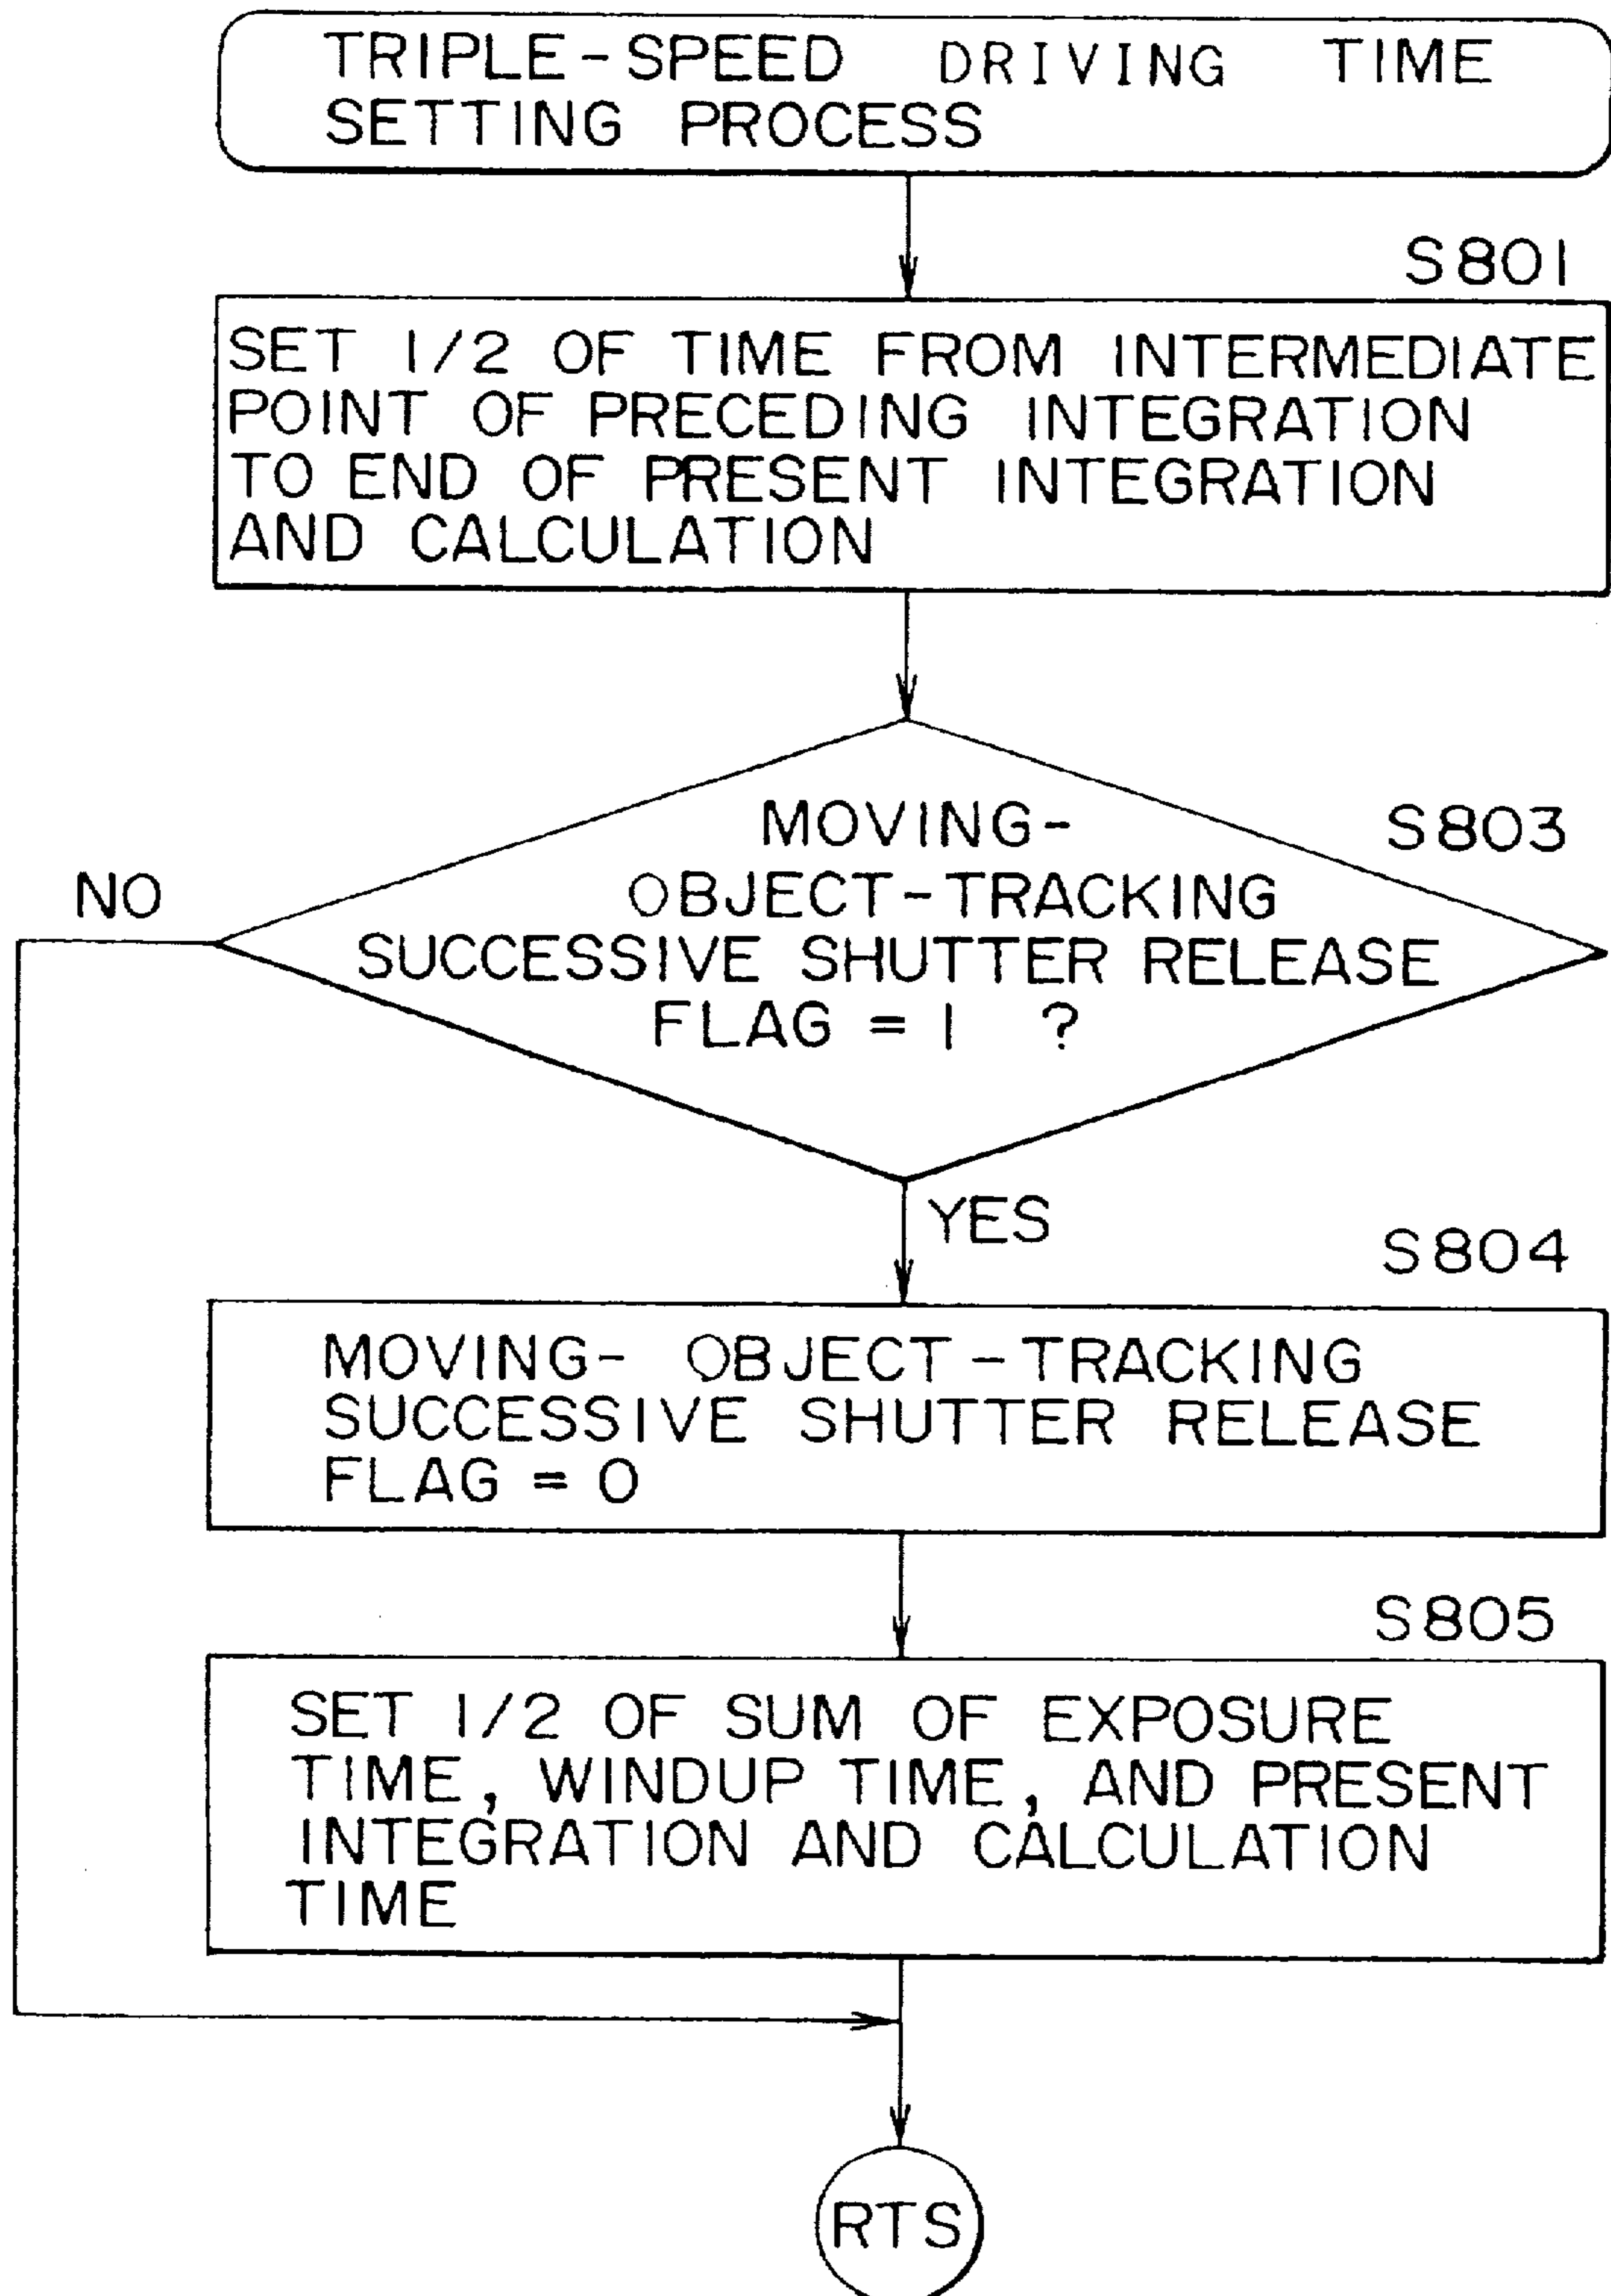 TRIPLE-SPEED DRIVING TIME
SETTING PROCESS
S801
SET 1/2 OF TIME FROM INTERMEDIATE
POINT OF PRECEDING INTEGRATION
TO END OF PRESENT INTEGRATION
AND CALCULATION
S803
MOVING-
OBJECT-TRACKING
SUCCESSIVE SHUTTER RELEASE
FLAG = 1 ?
NO
YES
S804
MOVING- OBJECT-TRACKING
SUCCESSIVE SHUTTER RELEASE
FLAG = 0
S805
SET 1/2 OF SUM OF EXPOSURE
TIME, WINDUP TIME, AND PRESENT
INTEGRATION AND CALCULATION
TIME
RTS